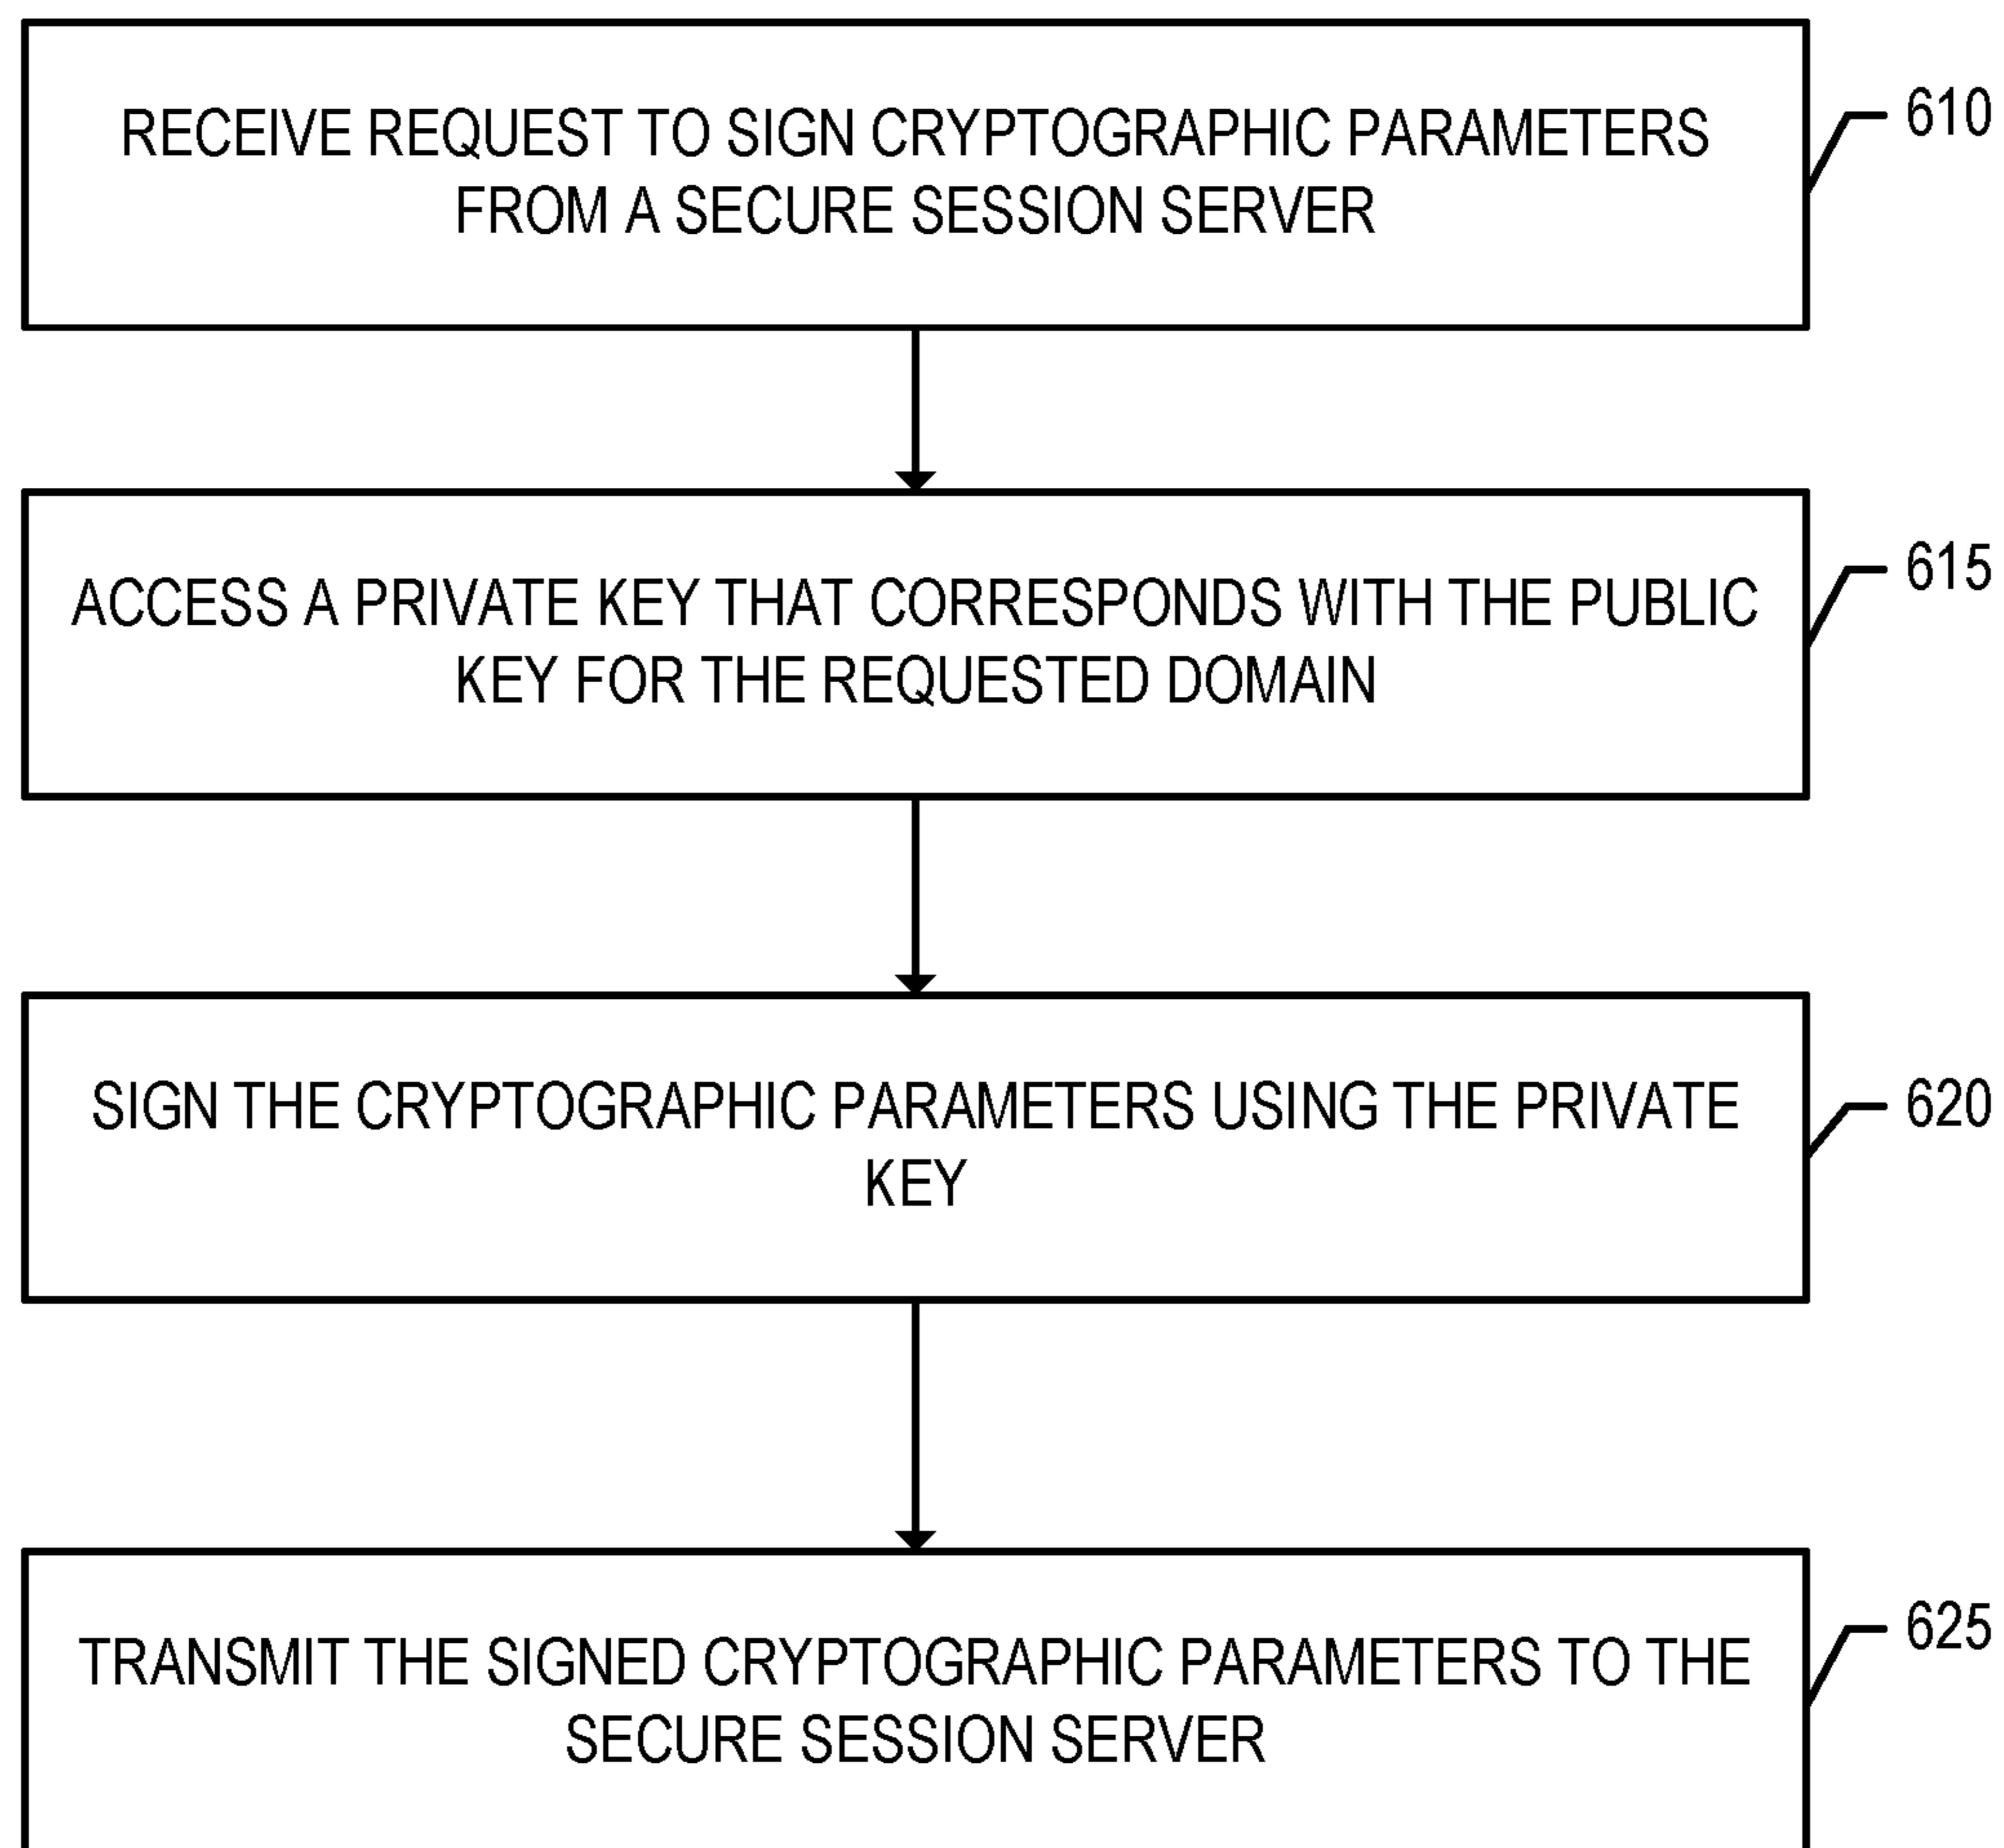 RECEIVE REQUEST TO SIGN CRYPTOGRAPHIC PARAMETERS
FROM A SECURE SESSION SERVER
610
ACCESS A PRIVATE KEY THAT CORRESPONDS WITH THE PUBLIC
KEY FOR THE REQUESTED DOMAIN
615
SIGN THE CRYPTOGRAPHIC PARAMETERS USING THE PRIVATE
KEY
620
TRANSMIT THE SIGNED CRYPTOGRAPHIC PARAMETERS TO THE
SECURE SESSION SERVER
625